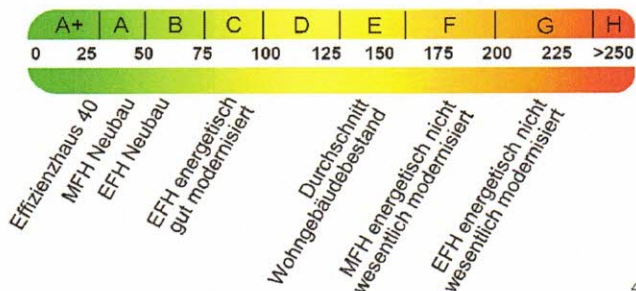 A+ A B C D E F G H
0 25 50 75 100 125 150 175 200 225 >250
Effizienzhaus 40
MFH Neubau
EFH Neubau
EFH energetisch
gut modernisiert
Durchschnitt
Wohngebäudebestand
MFH energetisch nicht
wesentlich modernisiert
EFH energetisch nicht
wesentlich modernisiert